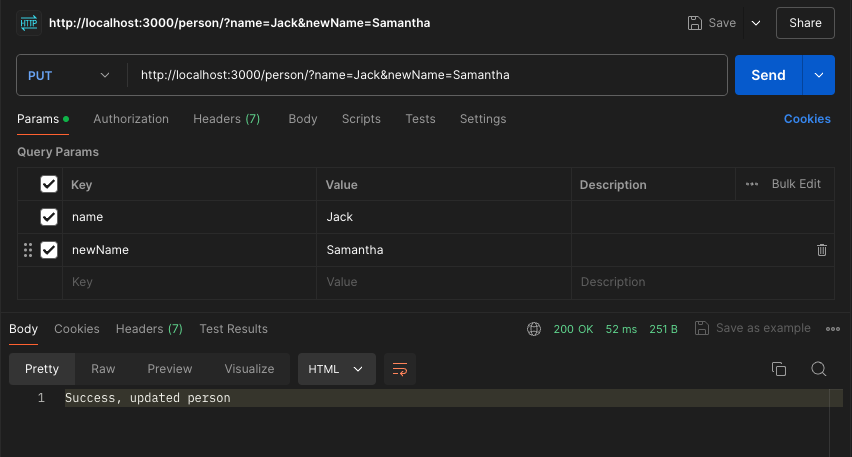 HTTP http://localhost:3000/person/?name=Jack&newName=Samantha Save Share
PUT http://localhost:3000/person/?name=Jack&newName=Samantha Send
Params Authorization Headers (7) Body Scripts Tests Settings Cookies
Query Params
Key Value Description Bulk Edit
name Jack
newName Samantha
Key Value Description
Body Cookies Headers (7) Test Results 200 OK 52 ms 251 B Save as example
Pretty Raw Preview Visualize HTML
1 Success, updated person